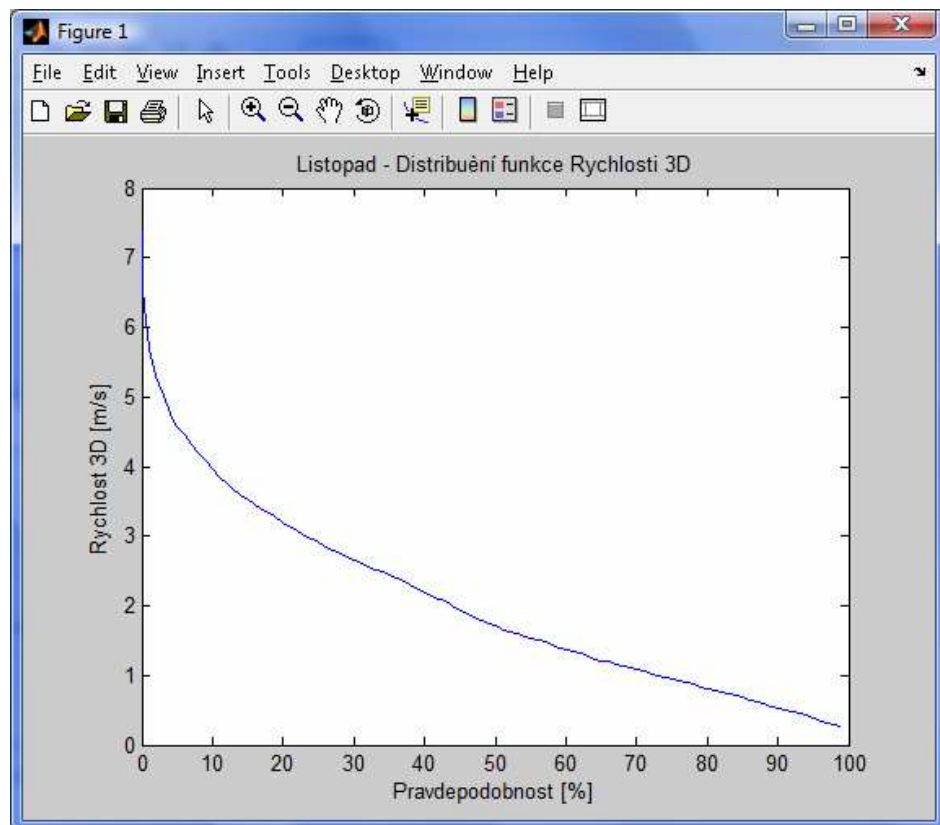 Figure 1
File Edit View Insert Tools Desktop Window Help
Listopad - Distribuèní funkce Rychlosti 3D
8
7
6
5
4
3
2
1
0
Rychlost 3D [m/s]
0 10 20 30 40 50 60 70 80 90 100
Pravdepodobnost [%]